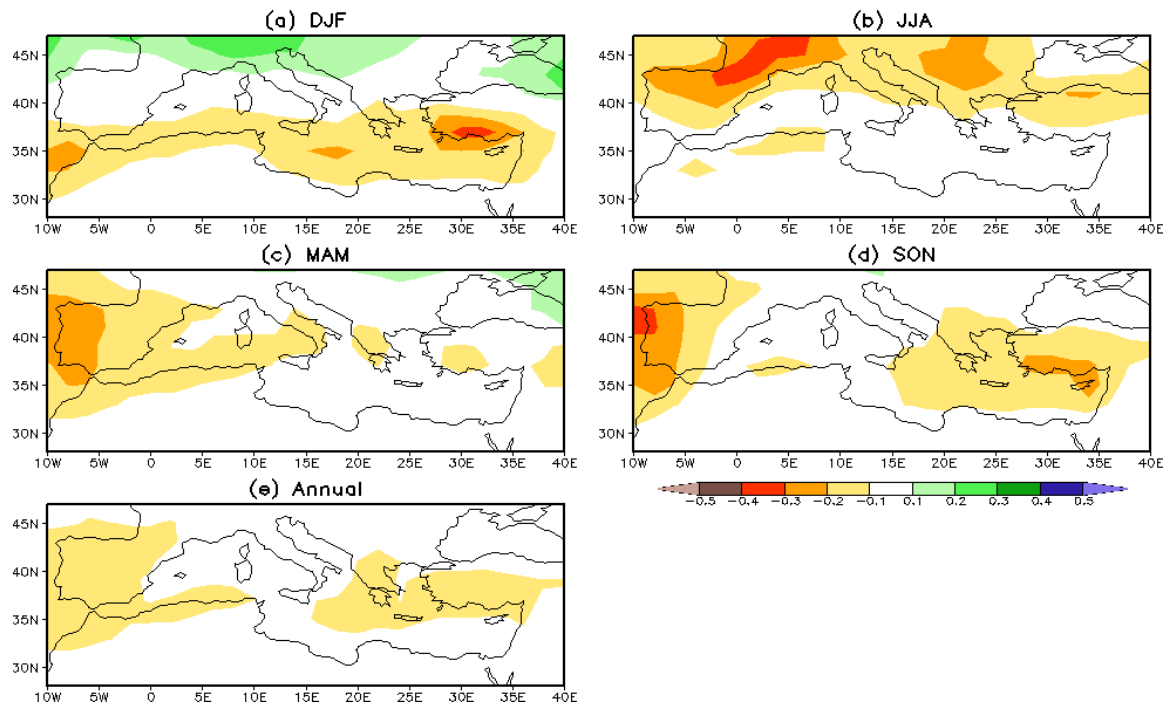 (a) DJF
45N
40N
35N
30N
10W 5W 0 5E 10E 15E 20E 25E 30E 35E 40E
(b) JJA
45N
40N
35N
30N
10W 5W 0 5E 10E 15E 20E 25E 30E 35E 40E
(c) MAM
45N
40N
35N
30N
10W 5W 0 5E 10E 15E 20E 25E 30E 35E 40E
(d) SON
45N
40N
35N
30N
10W 5W 0 5E 10E 15E 20E 25E 30E 35E 40E
-0.5 -0.4 -0.3 -0.2 -0.1 0.1 0.2 0.3 0.4 0.5
(e) Annual
45N
40N
35N
30N
10W 5W 0 5E 10E 15E 20E 25E 30E 35E 40E